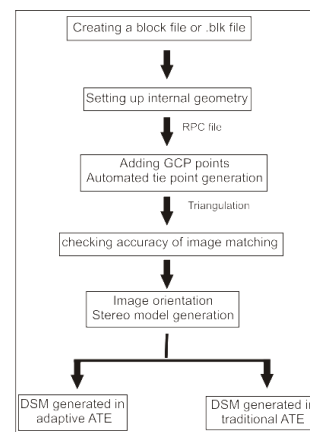 Creating a block file or .blk file
Setting up internal geometry
RPC file
Adding GCP points
Automated tie point generation
Triangulation
checking accuracy of image matching
Image orientation
Stereo model generation
DSM generated in
adaptive ATE
DSM generated in
traditional ATE